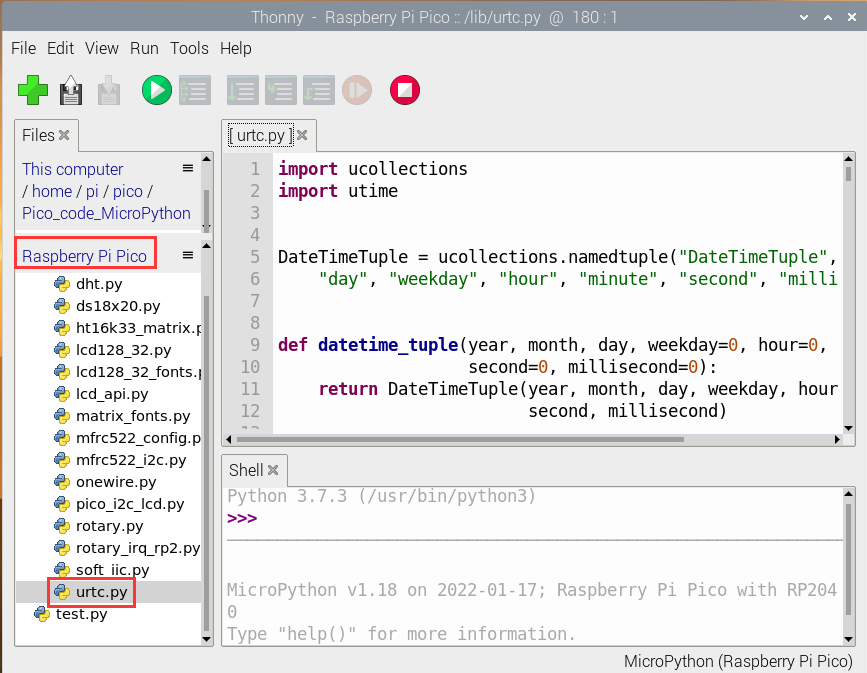 Thonny - Raspberry Pi Pico :: /lib/urtc.py @ 180 : 1
File Edit View Run Tools Help
Files
This computer
/ home / pi / pico /
Pico_code_MicroPython
Raspberry Pi Pico
dht.py
ds18x20.py
ht16k33_matrix.p
lcd128_32.py
lcd128_32_fonts.p
lcd_api.py
matrix_fonts.py
mfrc522_config.p
mfrc522_i2c.py
onewire.py
pico_i2c_lcd.py
rotary.py
rotary_irq_rp2.py
soft_iic.py
urtc.py
test.py
[ urtc.py ]
1 import ucollections
2 import utime
3
4
5 DateTimeTuple = ucollections.namedtuple("DateTimeTuple",
6 "day", "weekday", "hour", "minute", "second", "milli
7
8
9 def datetime_tuple(year, month, day, weekday=0, hour=0,
10 second=0, millisecond=0):
11 return DateTimeTuple(year, month, day, weekday, hour
12 second, millisecond)
13
Shell
Python 3.7.3 (/usr/bin/python3)
>>>
MicroPython v1.18 on 2022-01-17; Raspberry Pi Pico with RP204
0
Type "help()" for more information.
MicroPython (Raspberry Pi Pico)